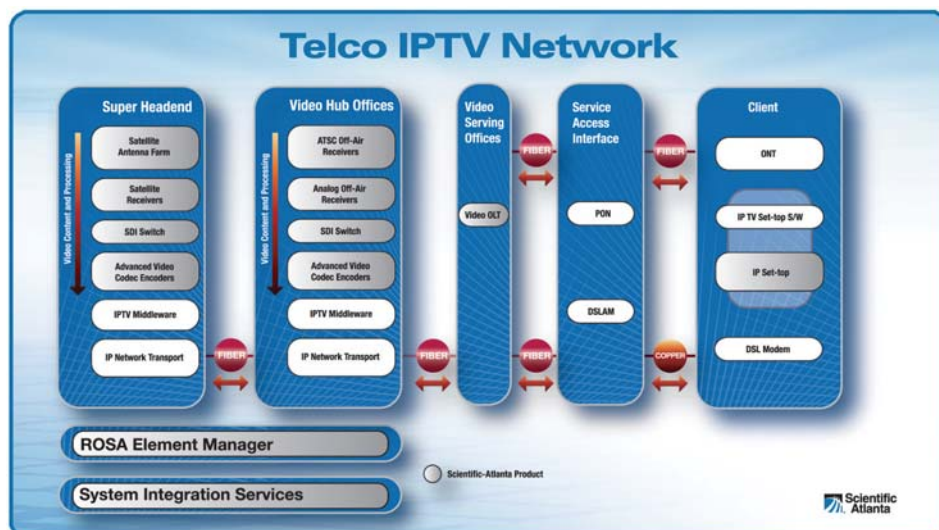 Telco IPTV Network
Super Headend
Video Content and Processing
Satellite
Antenna Farm
Satellite
Receivers
SDI Switch
Advanced Video
Codec Encoders
IPTV Middleware
IP Network Transport
FIBER
Video Hub Offices
Video Content and Processing
ATSC Off-Air
Receivers
Analog Off-Air
Receivers
SDI Switch
Advanced Video
Codec Encoders
IPTV Middleware
IP Network Transport
FIBER
Video
Serving
Offices
Video OLT
FIBER
FIBER
Service
Access
Interface
PON
DSLAM
FIBER
COPPER
Client
ONT
IP TV Set-top S/W
IP Set-top
DSL Modem
ROSA Element Manager
System Integration Services
Scientific-Atlanta Product
Scientific
Atlanta